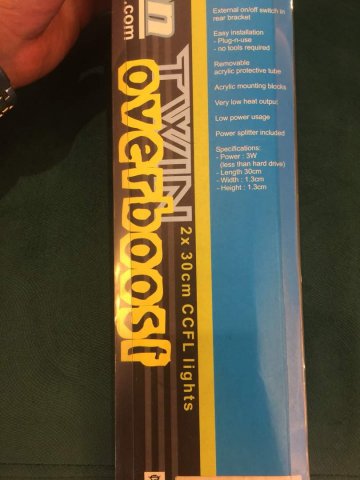 n
.com
TWIN
overboost
2x 30cm CCFL lights
External on/off switch in
rear bracket
Easy installation
- Plug-n-use
- no tools required
Removable
acrylic protective tube
Acrylic mounting blocks
Very low heat output
Low power usage
Power splitter included
Specifications:
- Power : 3W
(less than hard drive)
- Length 30cm
- Width : 1.3cm
- Height : 1.3cm